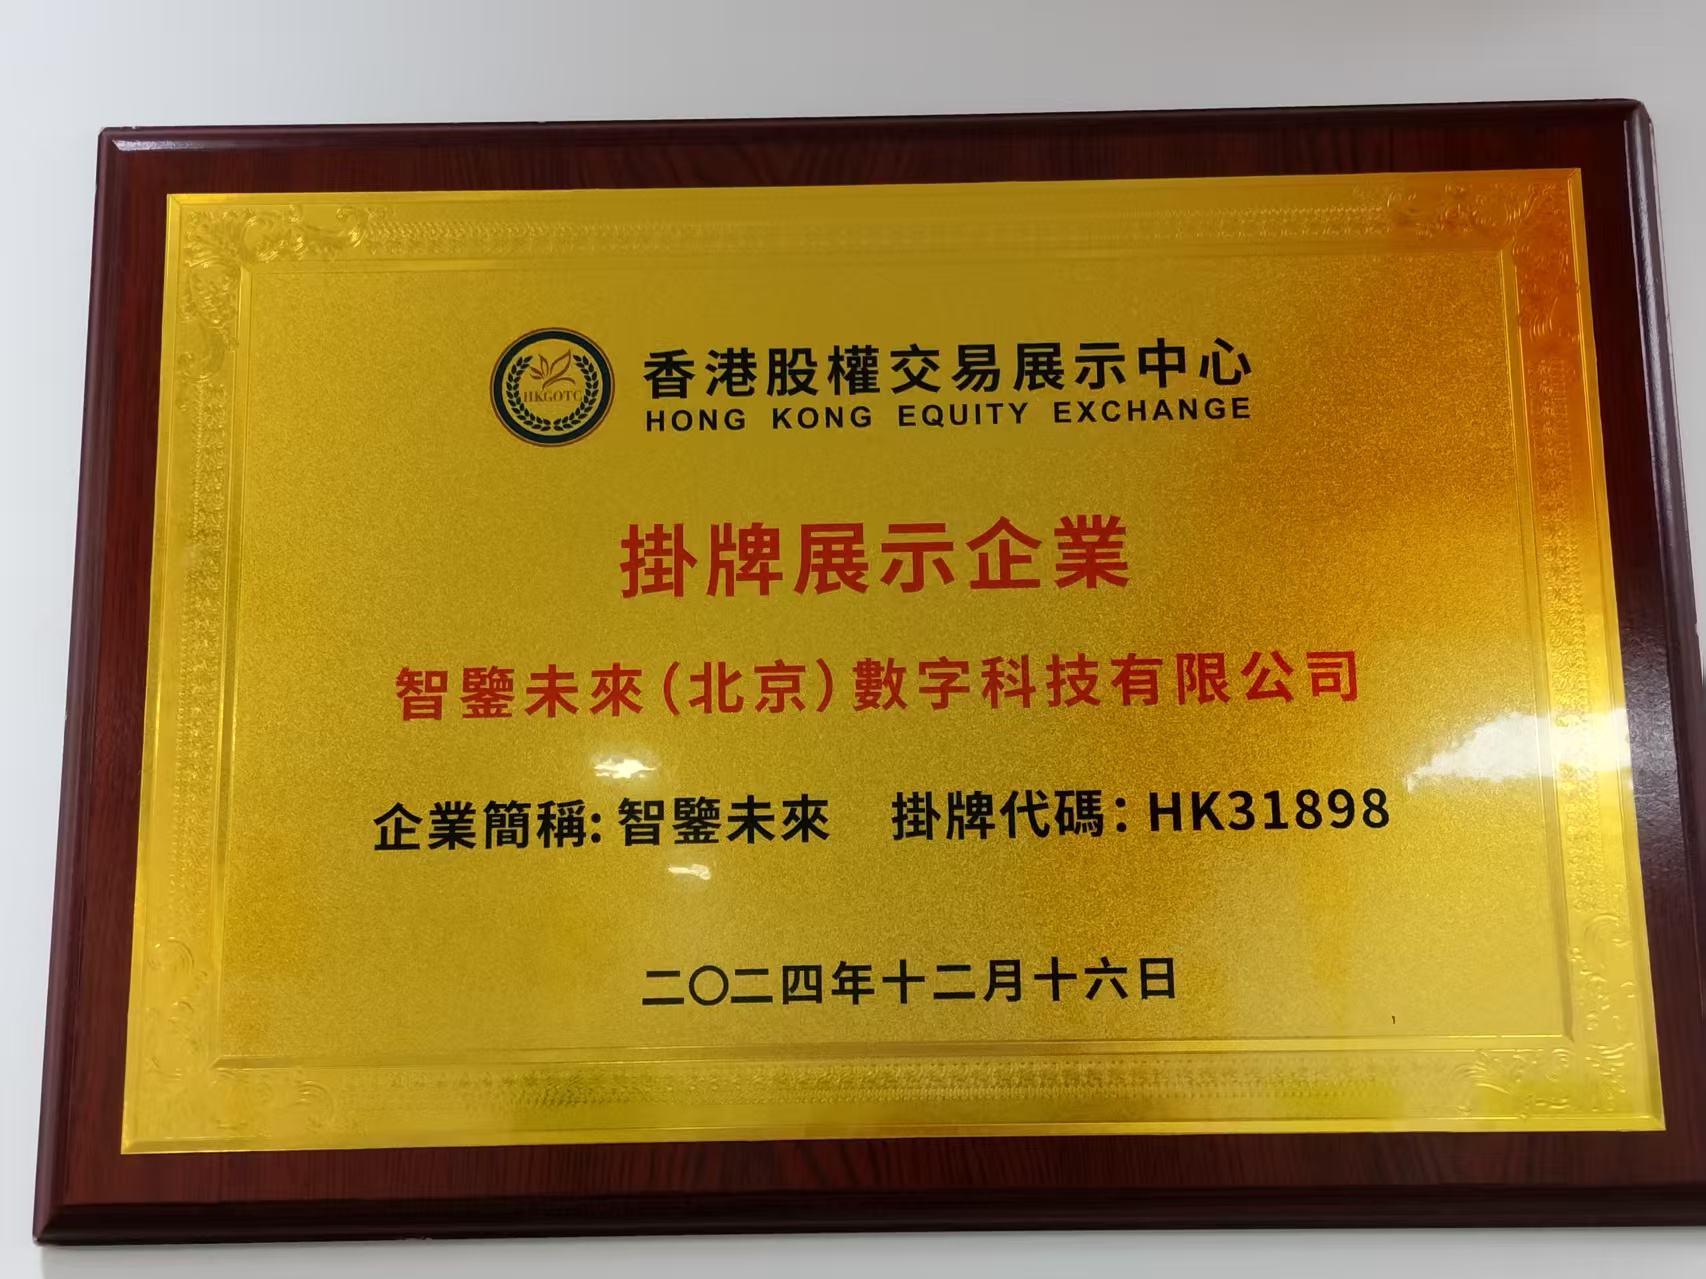 HKGOTC
香港股權交易展示中心
HONG KONG EQUITY EXCHANGE
掛牌展示企業
智鑒未來(北京)數字科技有限公司
企業簡稱:智鑒未來 掛牌代碼:HK31898
二〇二四年十二月十六日